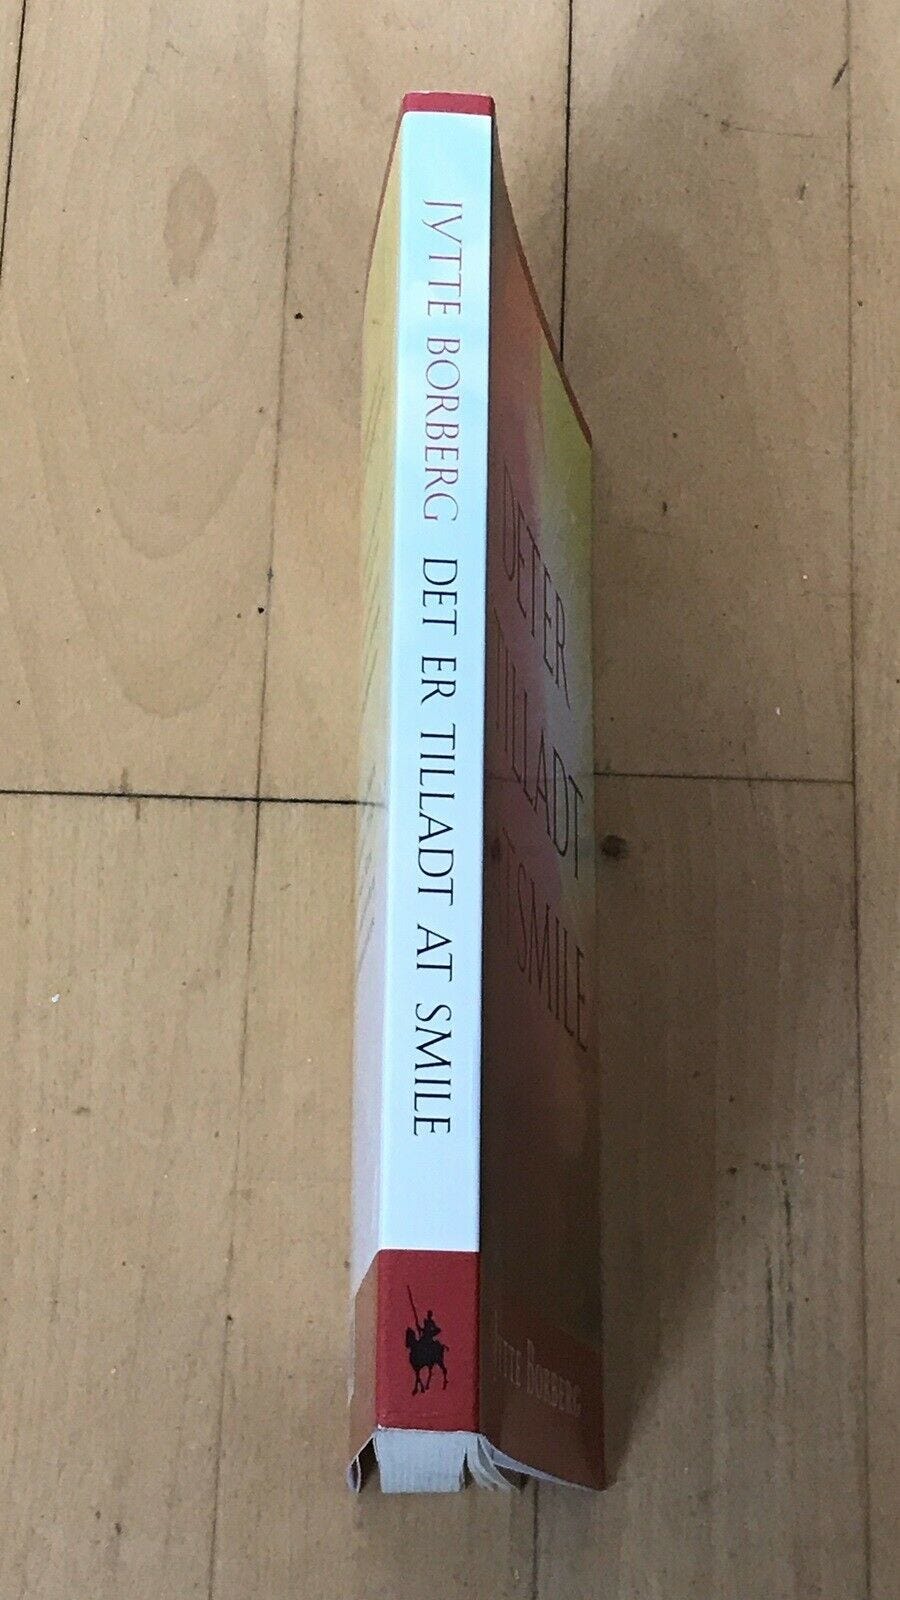 JYTTE BORBERG DET ER TILLADT AT SMILE
DET ER
TILLADT
AT SMILE
JYTTE BORBERG